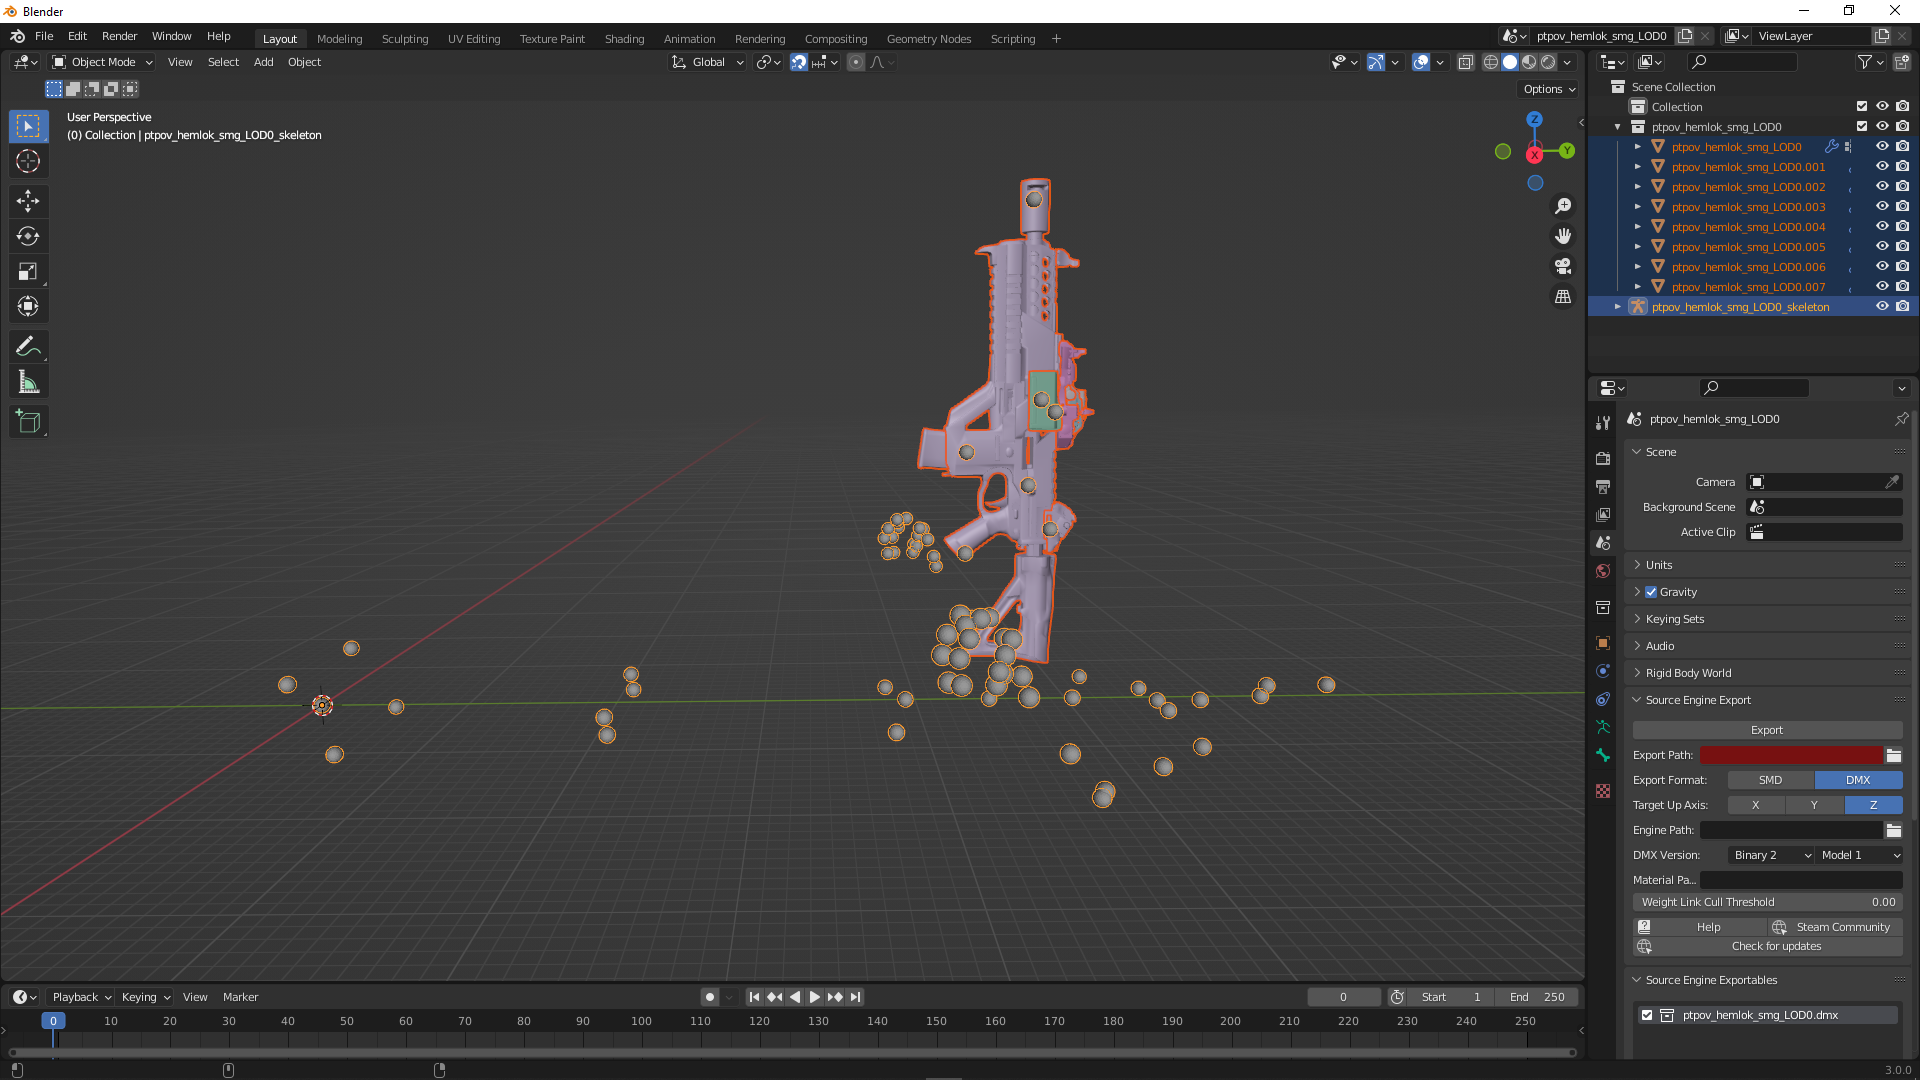 Blender
File Edit Render Window Help Layout Modeling Sculpting UV Editing Texture Paint Shading Animation Rendering Compositing Geometry Nodes Scripting + ptpov_hemlok_smg_LOD0 ViewLayer
Object Mode View Select Add Object Global
Options
User Perspective
(0) Collection | ptpov_hemlok_smg_LOD0_skeleton
Z
Y
X
Scene Collection
Collection
ptpov_hemlok_smg_LOD0
ptpov_hemlok_smg_LOD0
ptpov_hemlok_smg_LOD0.001
ptpov_hemlok_smg_LOD0.002
ptpov_hemlok_smg_LOD0.003
ptpov_hemlok_smg_LOD0.004
ptpov_hemlok_smg_LOD0.005
ptpov_hemlok_smg_LOD0.006
ptpov_hemlok_smg_LOD0.007
ptpov_hemlok_smg_LOD0_skeleton
ptpov_hemlok_smg_LOD0
Scene
Camera
Background Scene
Active Clip
Units
Gravity
Keying Sets
Audio
Rigid Body World
Source Engine Export
Export
Export Path:
Export Format: SMD DMX
Target Up Axis: X Y Z
Engine Path:
DMX Version: Binary 2 Model 1
Material Pa...
Weight Link Cull Threshold 0.00
Help Steam Community
Check for updates
Source Engine Exportables
ptpov_hemlok_smg_LOD0.dmx
Playback Keying View Marker 0 Start 1 End 250
0 10 20 30 40 50 60 70 80 90 100 110 120 130 140 150 160 170 180 190 200 210 220 230 240 250
3.0.0